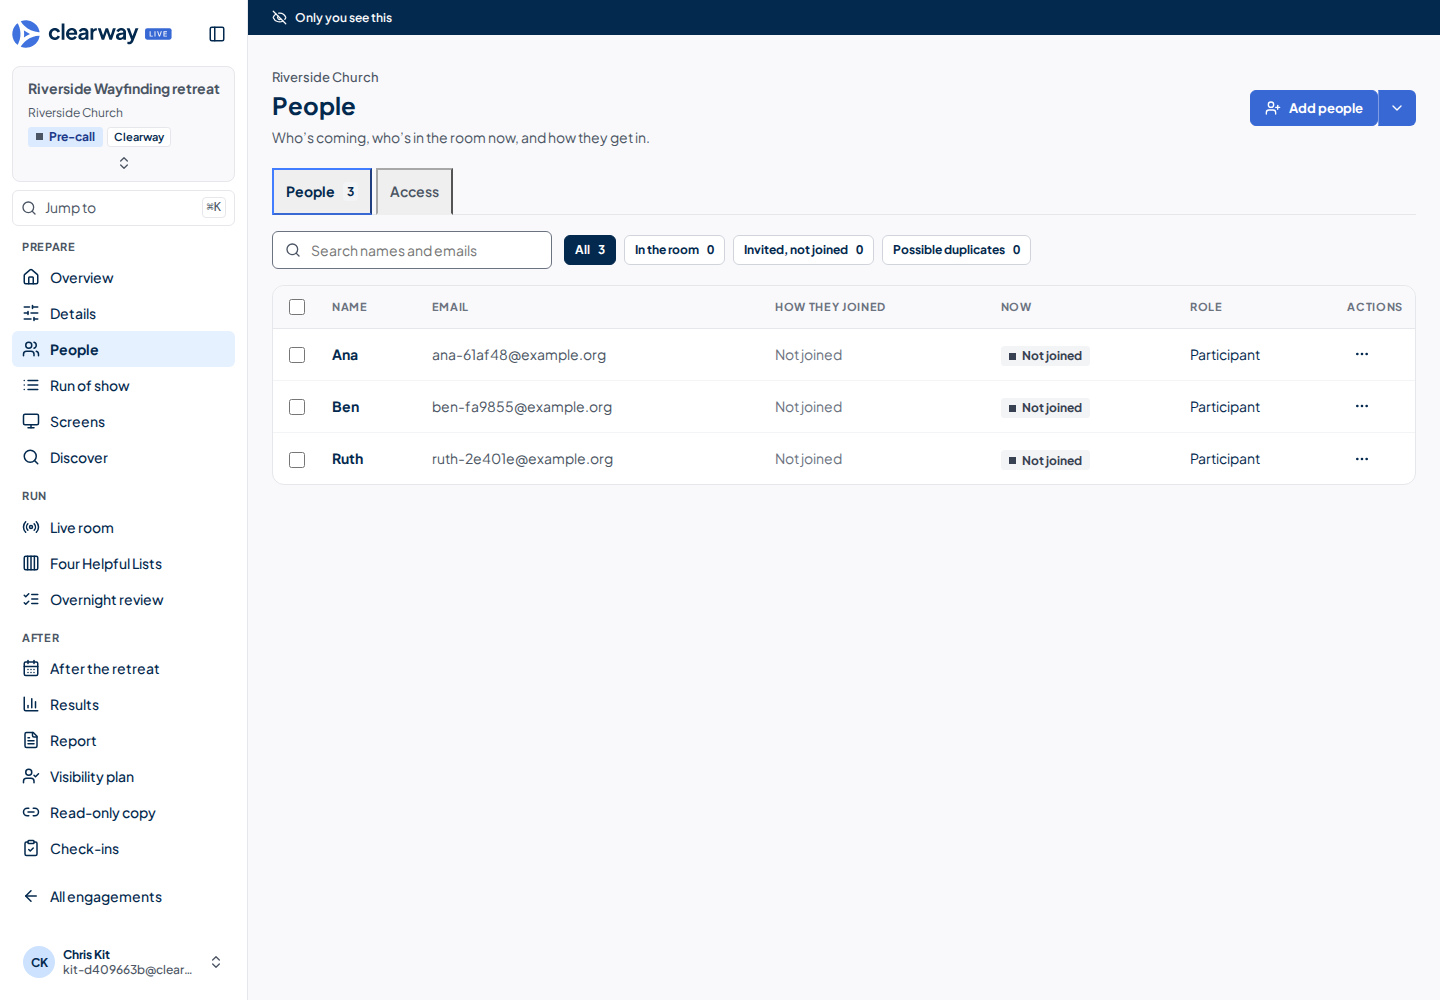 clearway LIVE
Only you see this
Riverside Wayfinding retreat
Riverside Church
Pre-call Clearway
Jump to ⌘K
PREPARE
Overview
Details
People
Run of show
Screens
Discover
RUN
Live room
Four Helpful Lists
Overnight review
AFTER
After the retreat
Results
Report
Visibility plan
Read-only copy
Check-ins
All engagements
CK Chris Kit
kit-d409663b@clear…
Riverside Church
People
Who's coming, who's in the room now, and how they get in.
Add people
People 3 Access
Search names and emails All 3 In the room 0 Invited, not joined 0 Possible duplicates 0
NAME EMAIL HOW THEY JOINED NOW ROLE ACTIONS
Ana ana-61af48@example.org Not joined Not joined Participant
Ben ben-fa9855@example.org Not joined Not joined Participant
Ruth ruth-2e401e@example.org Not joined Not joined Participant